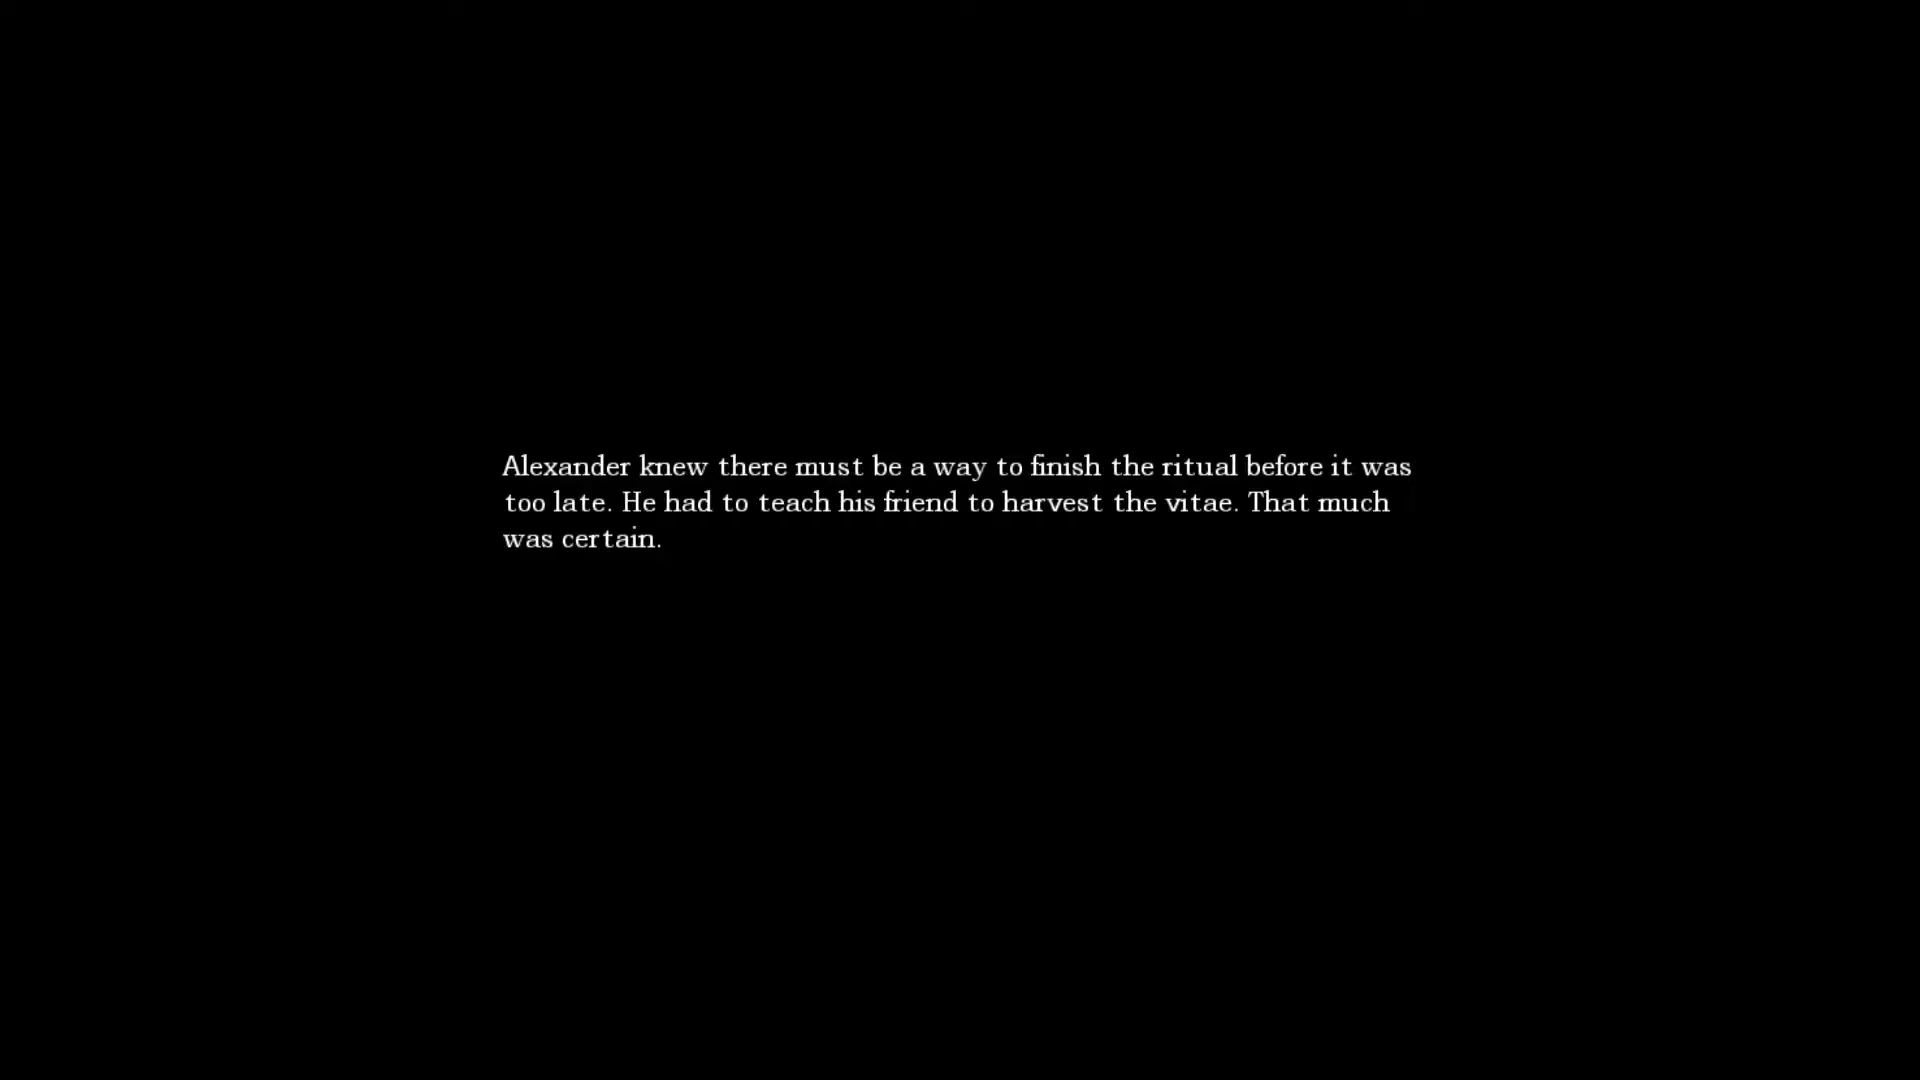 Alexander knew there must be a way to finish the ritual before it was
too late. He had to teach his friend to harvest the vitae. That much
was certain.